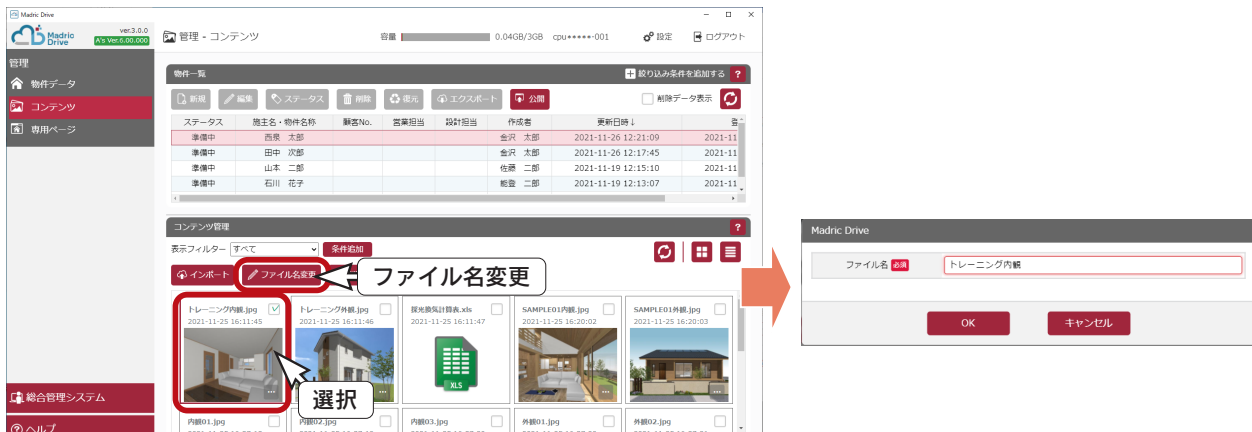 Madric Drive
Madric Drive
ver.3.0.0
A's Ver.6.00.000
管理 - コンテンツ
容量
0.04GB/3GB
cpu*****-001
設定
ログアウト
管理
物件データ
コンテンツ
専用ページ
総合管理システム
ヘルプ
物件一覧
絞り込み条件を追加する
?
新規
編集
ステータス
削除
復元
エクスポート
公開
削除データ表示
ステータス 施主名・物件名称 顧客No. 営業担当 設計担当 作成者 更新日時↓
準備中 西泉 太郎 金沢 太郎 2021-11-26 12:21:09 2021-11
準備中 田中 次郎 金沢 太郎 2021-11-26 12:17:45 2021-11
準備中 山本 二郎 佐藤 二郎 2021-11-19 12:15:10 2021-11
準備中 石川 花子 能登 二郎 2021-11-19 12:13:07 2021-11
コンテンツ管理
?
表示フィルター すべて 条件追加
インポート
ファイル名変更
ファイル名変更
トレーニング内観.jpg
2021-11-25 16:11:45
トレーニング外観.jpg
2021-11-25 16:11:46
採光換気計算表.xls
2021-11-25 16:11:47
XLS
SAMPLE01内観.jpg
2021-11-25 16:20:02
SAMPLE01外観.jpg
2021-11-25 16:20:03
選択
内観01.jpg
内観02.jpg
内観03.jpg
外観01.jpg
外観02.jpg
Madric Drive
ファイル名 必須 トレーニング内観
OK
キャンセル